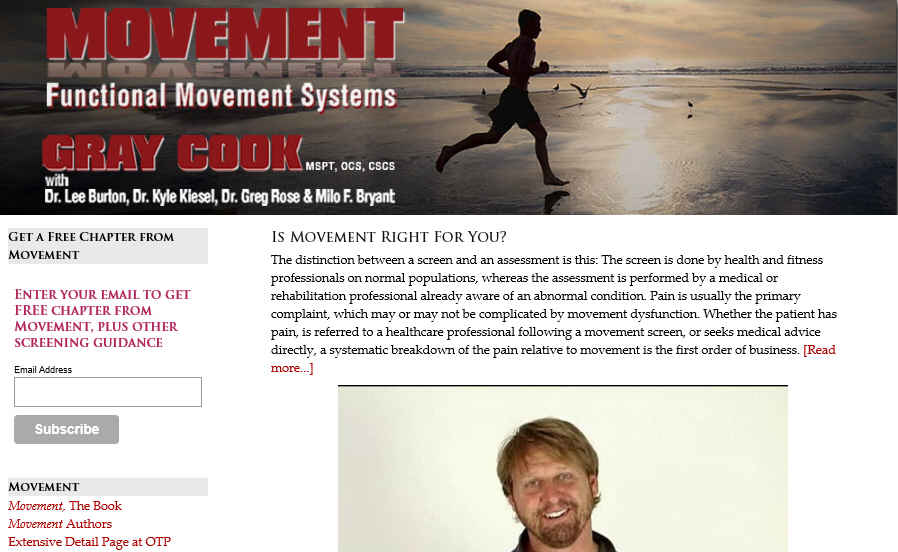 MOVEMENT
Functional Movement Systems
GRAY COOK MSPT, OCS, CSCS
with
Dr. Lee Burton, Dr. Kyle Kiesel, Dr. Greg Rose & Milo F. Bryant
Get a Free Chapter from
Movement
Enter your email to get
FREE chapter from
Movement, plus other
screening guidance
Email Address
Subscribe
Movement
Movement, The Book
Movement Authors
Extensive Detail Page at OTP
Is Movement Right For You?
The distinction between a screen and an assessment is this: The screen is done by health and fitness
professionals on normal populations, whereas the assessment is performed by a medical or
rehabilitation professional already aware of an abnormal condition. Pain is usually the primary
complaint, which may or may not be complicated by movement dysfunction. Whether the patient has
pain, is referred to a healthcare professional following a movement screen, or seeks medical advice
directly, a systematic breakdown of the pain relative to movement is the first order of business. [Read
more...]